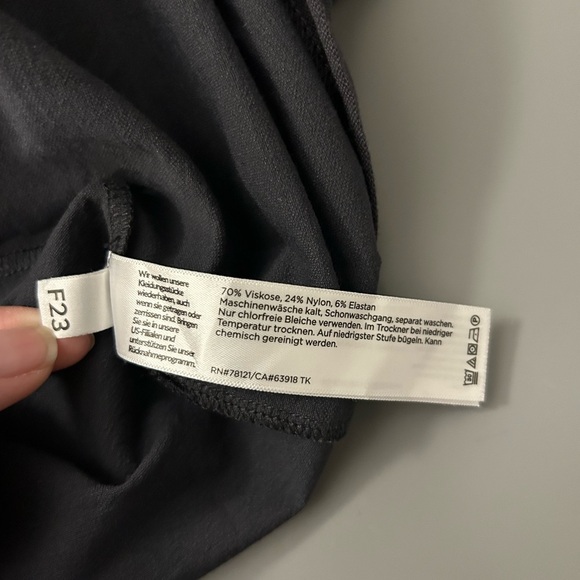 F23
Wir wollen unsere
Kleidungsstücke
wiederhaben, auch
wenn sie getragen oder
zerrissen sind. Bringen
Sie sie in unsere
US-Filialen und
unterstützen Sie unser
Rücknahmeprogramm.
70% Viskose, 24% Nylon, 6% Elastan
Maschinenwäsche kalt, Schonwaschgang, separat waschen.
Nur chlorfreie Bleiche verwenden. Im Trockner bei niedriger
Temperatur trocknen. Auf niedrigster Stufe bügeln. Kann
chemisch gereinigt werden.
RN#78121/CA#63918 TK